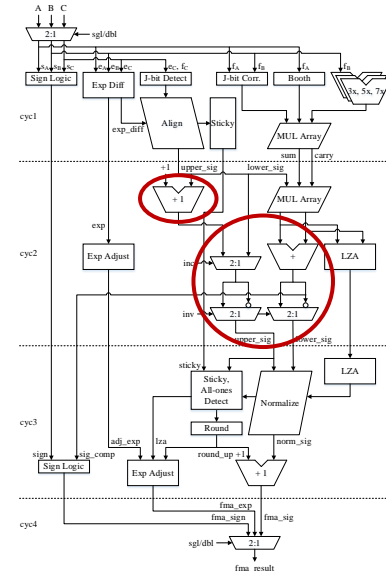 A B C
2:1
sgl/dbl
sA sB sC
eA eB eC
eC, fC
fA fB
fA
fB
Sign Logic
Exp Diff
J-bit Detect
J-bit Corr.
Booth
3x, 5x, 7x
cyc1
exp_diff
Align
Sticky
MUL Array
sum
carry
+1
upper_sig
lower_sig
+ 1
MUL Array
exp
cyc2
Exp Adjust
inc
2:1
+
LZA
inv
2:1
2:1
upper_sig
lower_sig
sticky
Sticky,
All-ones
Detect
Normalize
LZA
cyc3
Round
sign
sig_comp
adj_exp
lza
round_up +1
norm_sig
Sign Logic
Exp Adjust
+ 1
cyc4
fma_exp
fma_sign
fma_sig
sgl/dbl
2:1
fma_result